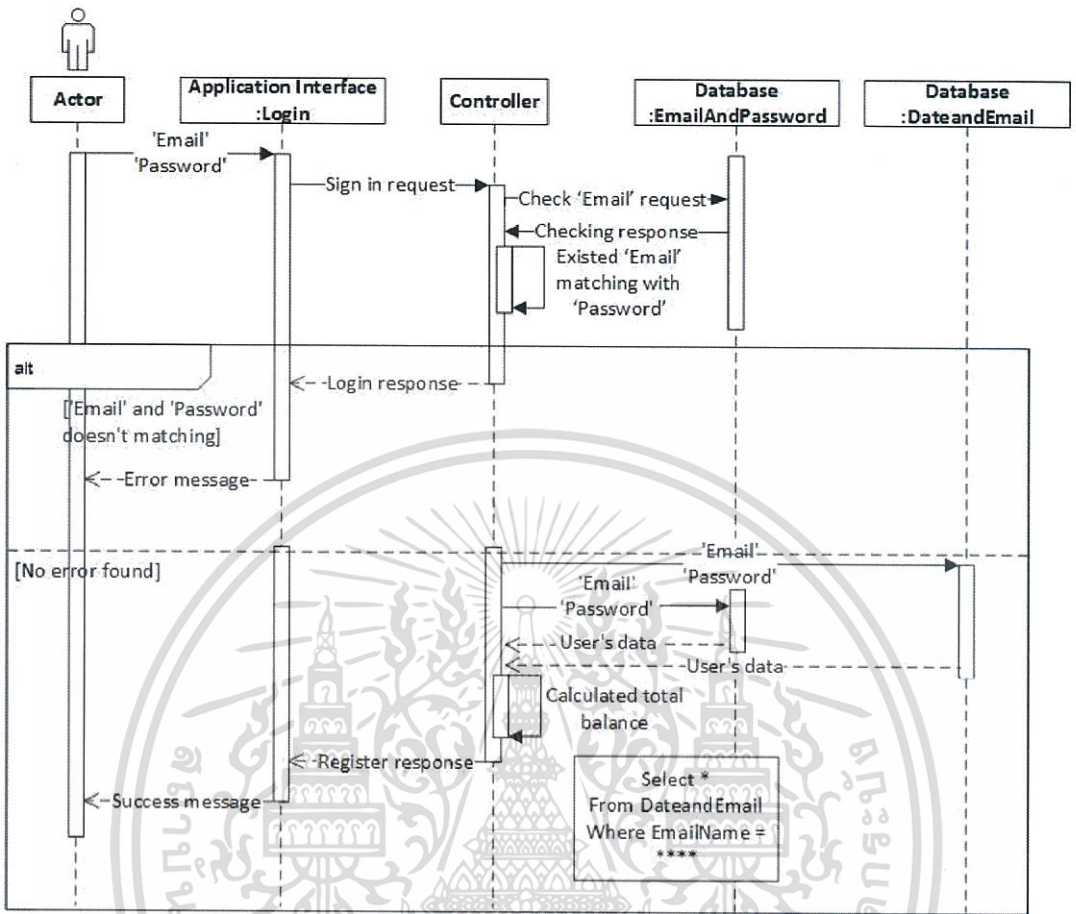 Actor
Application Interface
:Login
Controller
Database
:EmailAndPassword
Database
:DateandEmail
'Email'
'Password'
Sign in request
Check 'Email' request
Checking response
Existed 'Email'
matching with
'Password'
alt
Login response
['Email' and 'Password'
doesn't matching]
Error message
[No error found]
'Email'
'Password'
'Email'
'Password'
User's data
User's data
Calculated total
balance
Register response
Success message
Select *
From DateandEmail
Where EmailName =
****